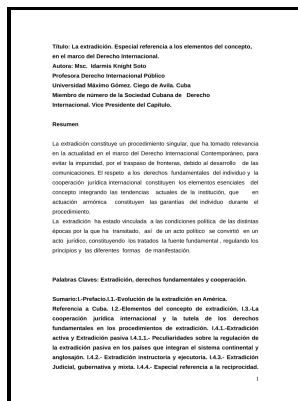 Título: La extradición. Especial referencia a los elementos del concepto,
en el marco del Derecho Internacional.
Autora: Msc. Idarmis Knight Soto
Profesora Derecho Internacional Público
Universidad Máximo Gómez. Ciego de Avila. Cuba
Miembro de número de la Sociedad Cubana de Derecho
Internacional. Vice Presidente del Capítulo.
Resumen
La extradición constituye un procedimiento singular, que ha tomado relevancia
en la actualidad en el marco del Derecho Internacional Contemporáneo, para
evitar la impunidad, por el traspaso de fronteras, debido al desarrollo de las
comunicaciones. El respeto a los derechos fundamentales del individuo y la
cooperación jurídica internacional constituyen los elementos esenciales del
concepto integrando las tendencias actuales de la institución, que en
actuación armónica constituyen las garantías del individuo durante el
procedimiento.
La extradición ha estado vinculada a las condiciones política de las distintas
épocas por la que ha transitado, así de un acto político se convirtió en un
acto jurídico, constituyendo los tratados la fuente fundamental , regulando los
principios y las diferentes formas de manifestación.
Palabras Claves: Extradición, derechos fundamentales y cooperación.
Sumario:I.-Prefacio.I.1.-Evolución de la extradición en América.
Referencia a Cuba. I.2.-Elementos del concepto de extradición. I.3.-La
cooperación jurídica internacional y la tutela de los derechos
fundamentales en los procedimientos de extradición. I.4.1.-Extradición
activa y Extradición pasiva I.4.1.1.- Peculiaridades sobre la regulación de
la extradición pasiva en los países que integran el sistema continental y
anglosajón. I.4.2.- Extradición instructoria y ejecutoria. I.4.3.- Extradición
Judicial, gubernativa y mixta. I.4.4.- Especial referencia a la reciprocidad.
1